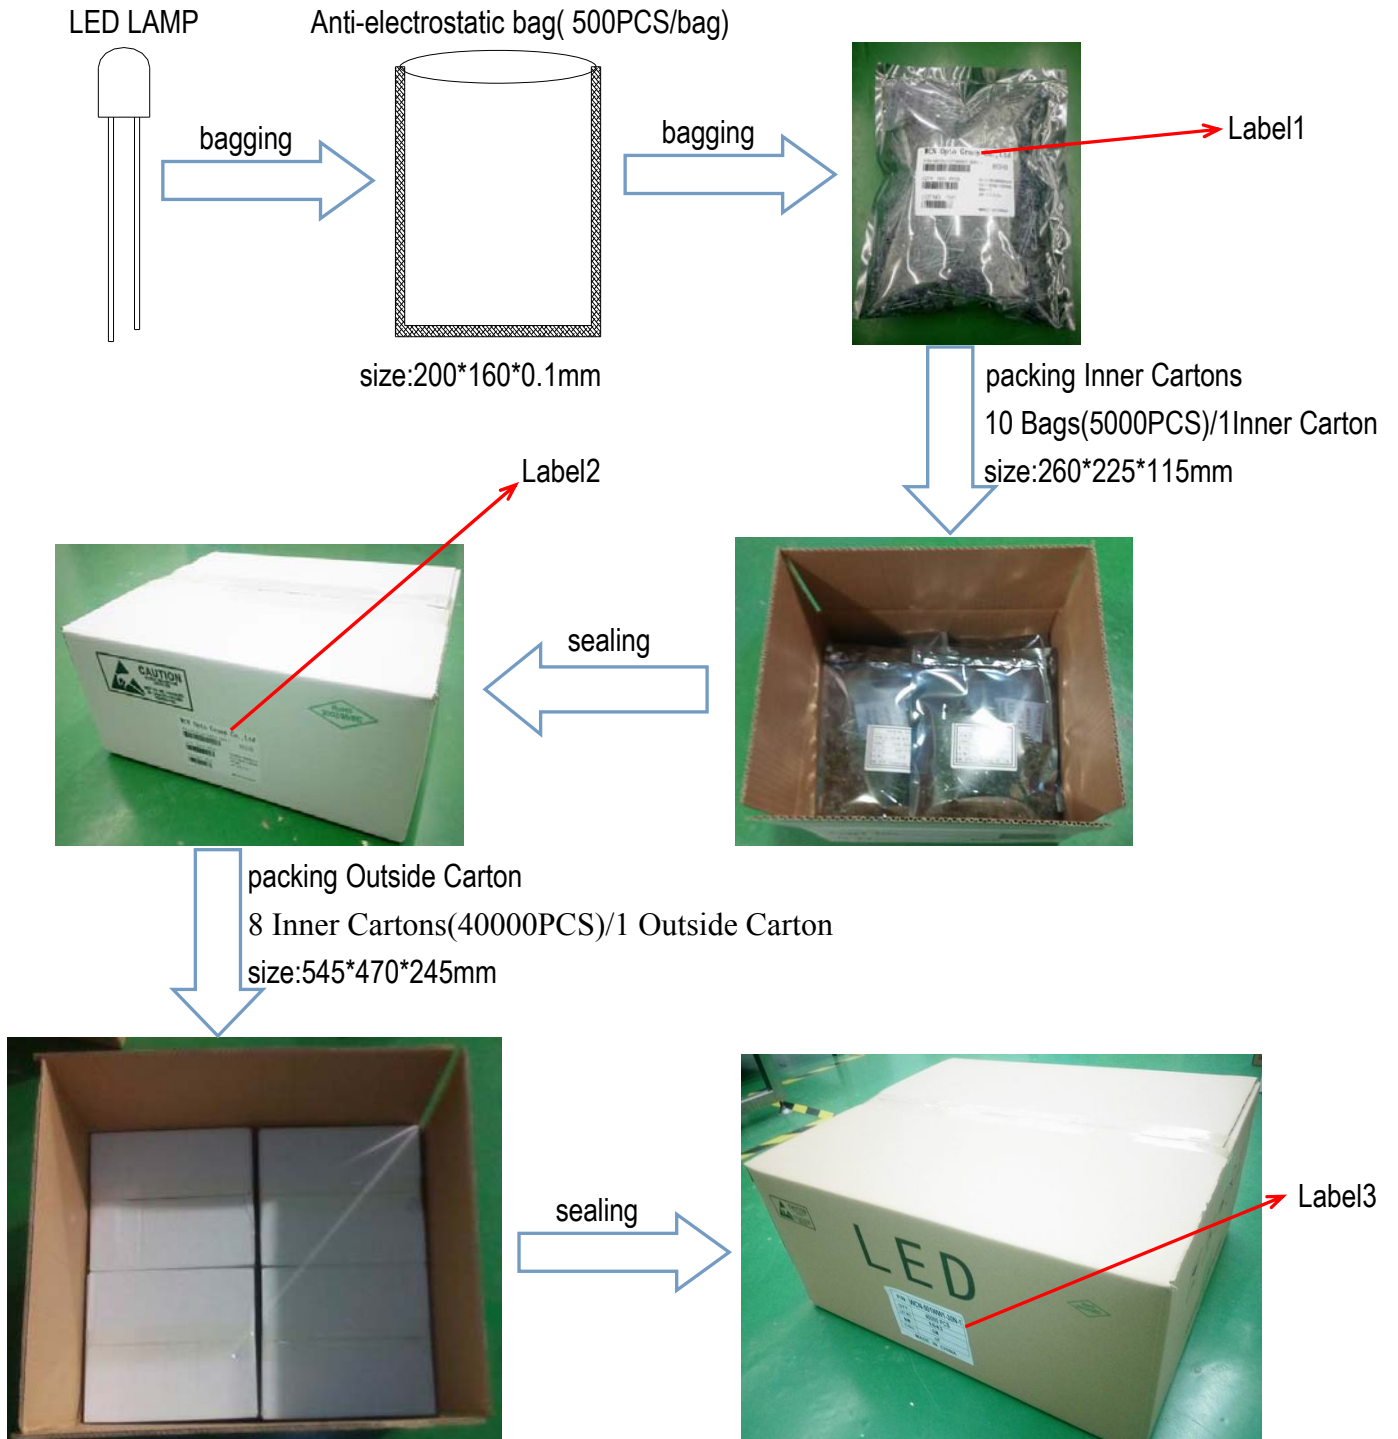 LED LAMP
Anti-electrostatic bag( 500PCS/bag)
bagging
bagging
Label1
size:200*160*0.1mm
packing Inner Cartons
10 Bags(5000PCS)/1Inner Carton
size:260*225*115mm
Label2
sealing
CAUTION
packing Outside Carton
8 Inner Cartons(40000PCS)/1 Outside Carton
size:545*470*245mm
sealing
Label3
LED